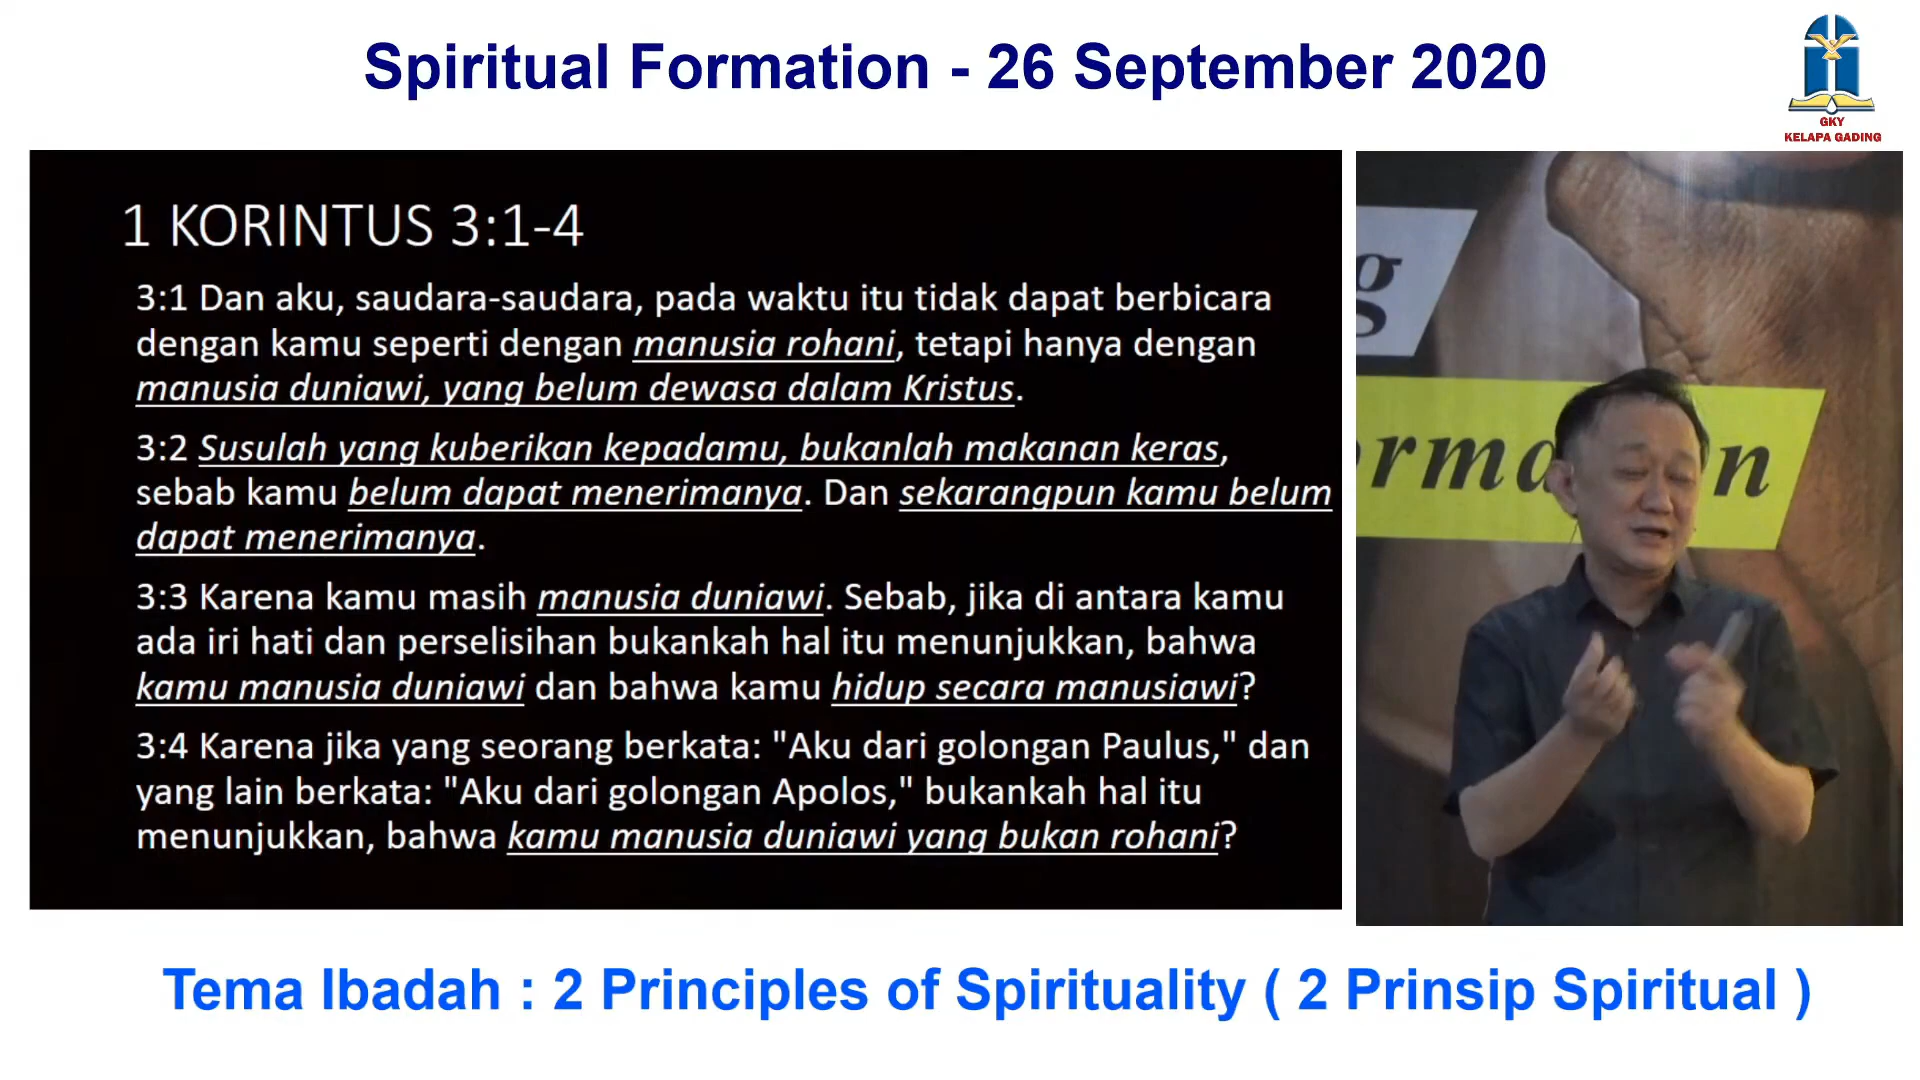 Spiritual Formation - 26 September 2020
GKY
KELAPA GADING
1 KORINTUS 3:1-4
3:1 Dan aku, saudara-saudara, pada waktu itu tidak dapat berbicara
dengan kamu seperti dengan manusia rohani, tetapi hanya dengan
manusia duniawi, yang belum dewasa dalam Kristus.
3:2 Susulah yang kuberikan kepadamu, bukanlah makanan keras,
sebab kamu belum dapat menerimanya. Dan sekarangpun kamu belum
dapat menerimanya.
3:3 Karena kamu masih manusia duniawi. Sebab, jika di antara kamu
ada iri hati dan perselisihan bukankah hal itu menunjukkan, bahwa
kamu manusia duniawi dan bahwa kamu hidup secara manusiawi?
3:4 Karena jika yang seorang berkata: "Aku dari golongan Paulus," dan
yang lain berkata: "Aku dari golongan Apolos," bukankah hal itu
menunjukkan, bahwa kamu manusia duniawi yang bukan rohani?
g
rma n
Tema Ibadah : 2 Principles of Spirituality ( 2 Prinsip Spiritual )